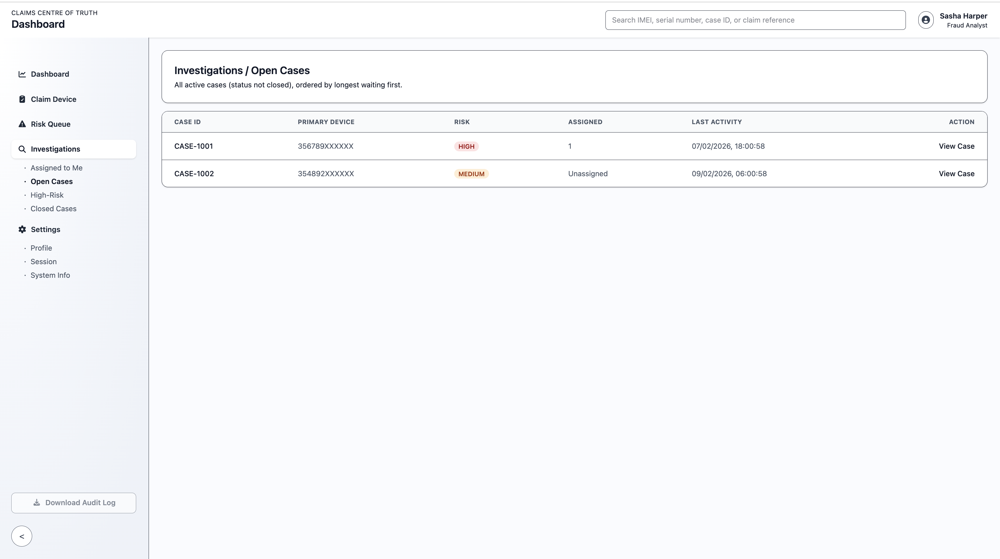 CLAIMS CENTRE OF TRUTH
Dashboard
Search IMEI, serial number, case ID, or claim reference
Sasha Harper
Fraud Analyst
Dashboard
Claim Device
Risk Queue
Investigations
· Assigned to Me
· Open Cases
· High-Risk
· Closed Cases
Settings
· Profile
· Session
· System Info
Download Audit Log
<
Investigations / Open Cases
All active cases (status not closed), ordered by longest waiting first.
CASE ID PRIMARY DEVICE RISK ASSIGNED LAST ACTIVITY ACTION
CASE-1001 356789XXXXXX HIGH 1 07/02/2026, 18:00:58 View Case
CASE-1002 354892XXXXXX MEDIUM Unassigned 09/02/2026, 06:00:58 View Case